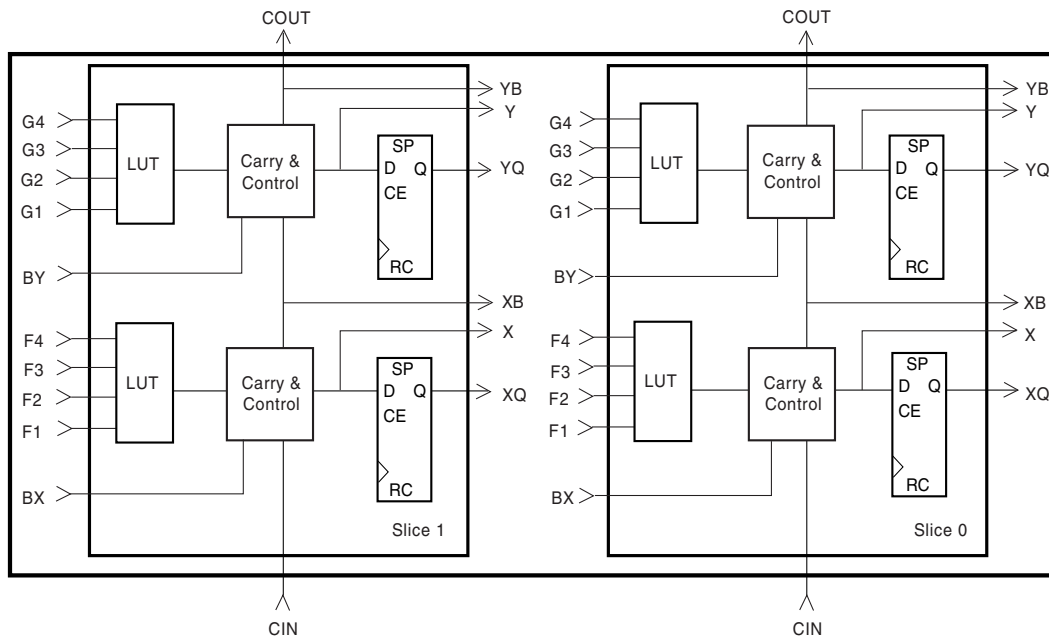 COUT
COUT
YB
Y
G4
G3
G2
G1
LUT
Carry &
Control
SP
D Q
CE
RC
YQ
BY
XB
X
F4
F3
F2
F1
LUT
Carry &
Control
SP
D Q
CE
RC
XQ
BX
Slice 1
CIN
YB
Y
G4
G3
G2
G1
LUT
Carry &
Control
SP
D Q
CE
RC
YQ
BY
XB
X
F4
F3
F2
F1
LUT
Carry &
Control
SP
D Q
CE
RC
XQ
BX
Slice 0
CIN